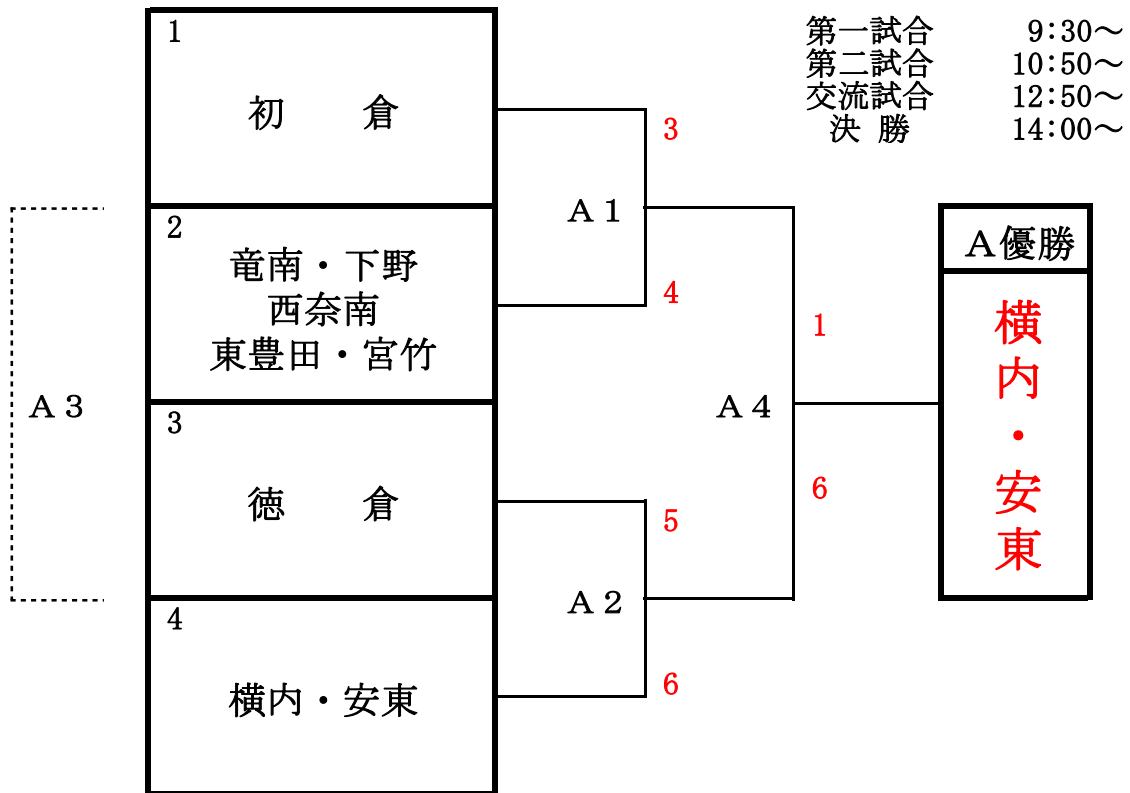 第一試合 9:30～
第二試合 10:50～
交流試合 12:50～
決 勝 14:00～
1
初 倉
2
竜南・下野
西奈南
東豊田・宮竹
3
徳 倉
4
横内・安東
Ａ３
Ａ１
3
4
Ａ２
5
6
Ａ４
1
6
Ａ優勝
横内・安東